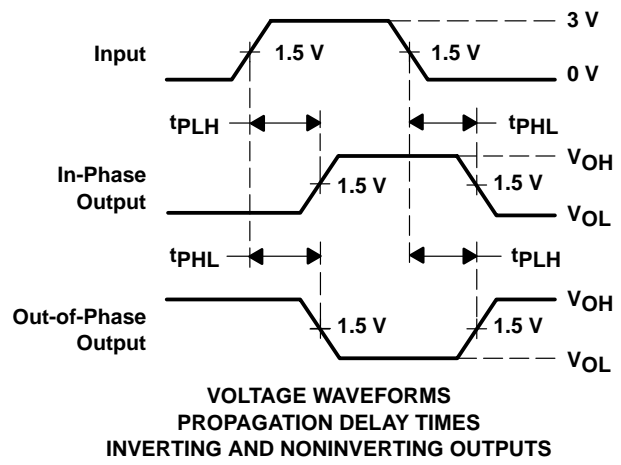 3 V
Input
1.5 V
1.5 V
0 V
tPLH
tPHL
In-Phase
Output
1.5 V
1.5 V
VOH
VOL
tPHL
tPLH
Out-of-Phase
Output
1.5 V
1.5 V
VOH
VOL
VOLTAGE WAVEFORMS
PROPAGATION DELAY TIMES
INVERTING AND NONINVERTING OUTPUTS